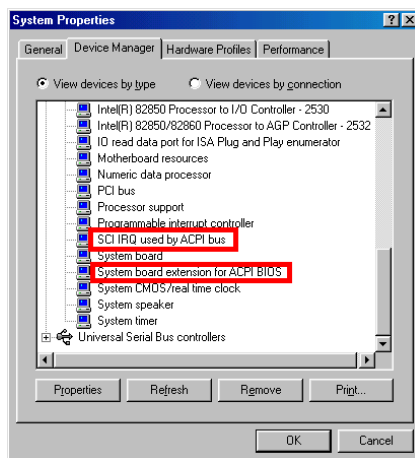 System Properties
General Device Manager Hardware Profiles Performance
View devices by type View devices by connection
Intel(R) 82850 Processor to I/O Controller - 2530
Intel(R) 82850/82860 Processor to AGP Controller - 2532
IO read data port for ISA Plug and Play enumerator
Motherboard resources
Numeric data processor
PCI bus
Processor support
Programmable interrupt controller
SCI IRQ used by ACPI bus
System board
System board extension for ACPI BIOS
System CMOS/real time clock
System speaker
System timer
Universal Serial Bus controllers
Properties Refresh Remove Print...
OK Cancel